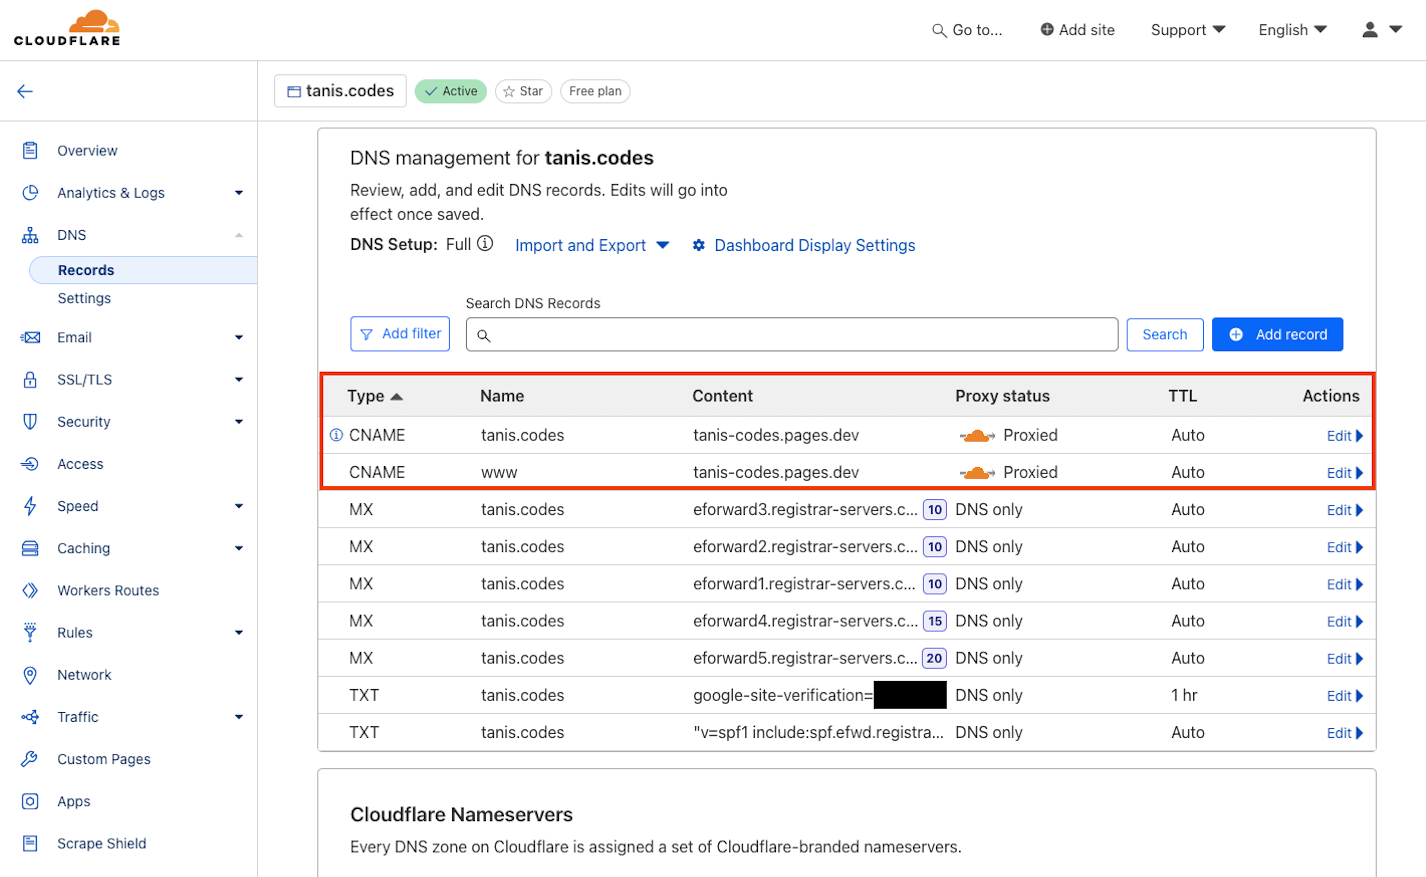 CLOUDFLARE
Go to...
Add site
Support
English
tanis.codes
Active
Star
Free plan
Overview
Analytics & Logs
DNS
Records
Settings
Email
SSL/TLS
Security
Access
Speed
Caching
Workers Routes
Rules
Network
Traffic
Custom Pages
Apps
Scrape Shield
DNS management for tanis.codes
Review, add, and edit DNS records. Edits will go into
effect once saved.
DNS Setup: Full Import and Export Dashboard Display Settings
Search DNS Records
Add filter Search Add record
Type Name Content Proxy status TTL Actions
CNAME tanis.codes tanis-codes.pages.dev Proxied Auto Edit
CNAME www tanis-codes.pages.dev Proxied Auto Edit
MX tanis.codes eforward3.registrar-servers.c... 10 DNS only Auto Edit
MX tanis.codes eforward2.registrar-servers.c... 10 DNS only Auto Edit
MX tanis.codes eforward1.registrar-servers.c... 10 DNS only Auto Edit
MX tanis.codes eforward4.registrar-servers.c... 15 DNS only Auto Edit
MX tanis.codes eforward5.registrar-servers.c... 20 DNS only Auto Edit
TXT tanis.codes google-site-verification= DNS only 1 hr Edit
TXT tanis.codes "v=spf1 include:spf.efwd.registra... DNS only Auto Edit
Cloudflare Nameservers
Every DNS zone on Cloudflare is assigned a set of Cloudflare-branded nameservers.